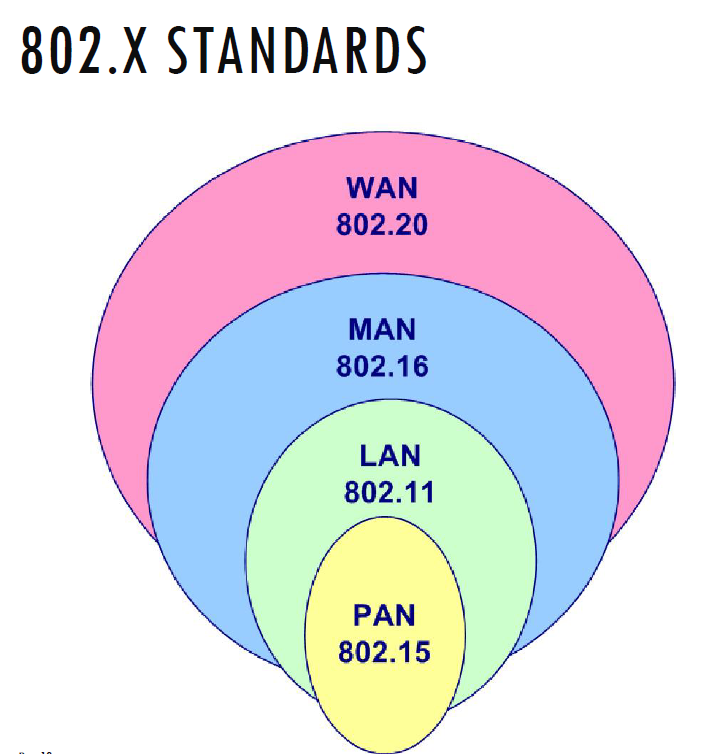 802.X STANDARDS
WAN
802.20
MAN
802.16
LAN
802.11
PAN
802.15